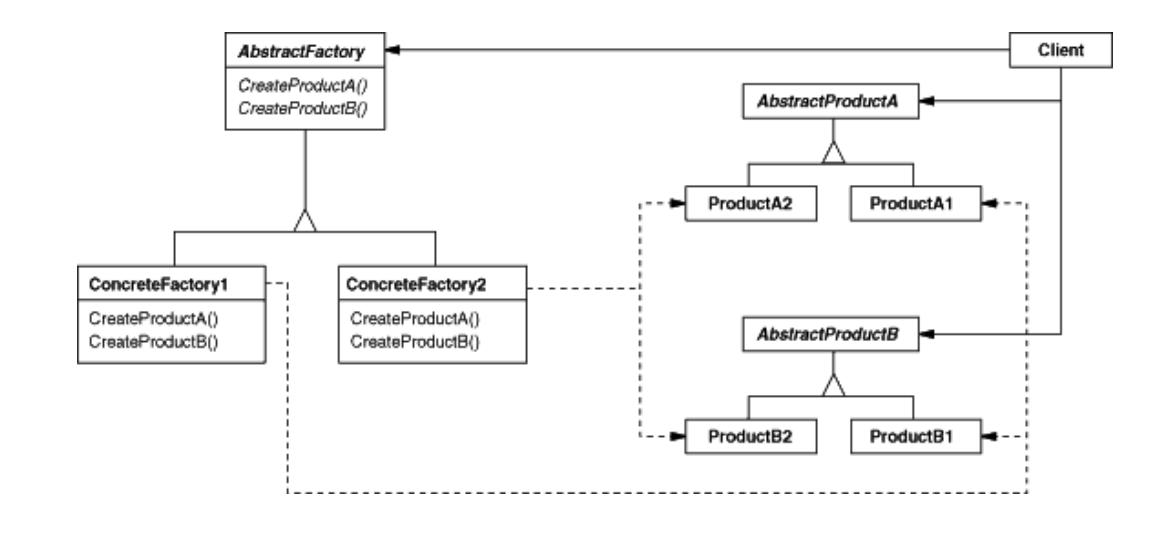 AbstractFactory
CreateProductA()
CreateProductB()
Client
AbstractProductA
ProductA2
ProductA1
ConcreteFactory1
CreateProductA()
CreateProductB()
ConcreteFactory2
CreateProductA()
CreateProductB()
AbstractProductB
ProductB2
ProductB1